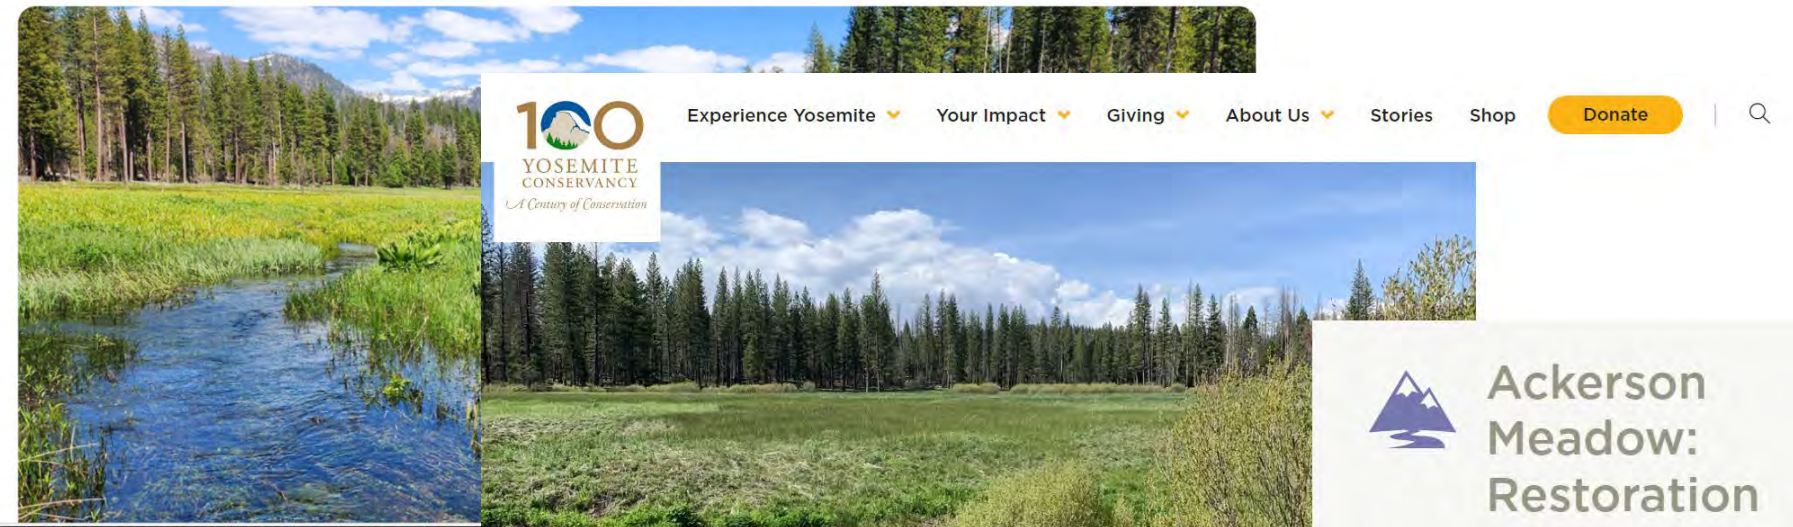 Experience Yosemite
Your Impact
Giving
About Us
Stories
Shop
Donate
100
YOSEMITE
CONSERVANCY
A Century of Conservation
Ackerson
Meadow:
Restoration